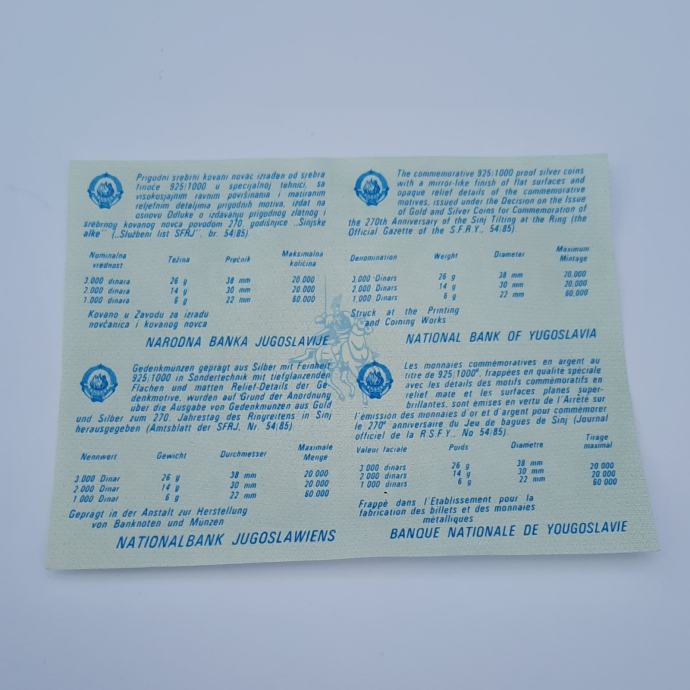 Prigodni srebrni kovani novac izrađen od srebra
finoće 925/1000 u specijalnoj tehnici, sa
visokosjajnim ravnim površinama i matiranim
reljefnim detaljima prigodnih motiva, izdat na
osnovu Odluke o izdavanju prigodnog zlatnog i
srebrnog kovanog novca povodom 270. godišnjice „Sinjske
alke" („Službeni list SFRJ", br. 54/85).
Nominalna vrednost Težina Prečnik Maksimalna količina
3.000 dinara 26 g 38 mm 20.000
2.000 dinara 14 g 30 mm 20.000
1.000 dinara 6 g 22 mm 60.000
Kovano u Zavodu za izradu
novčanica i kovanog novca
NARODNA BANKA JUGOSLAVIJE
The commemorative 925/1000 proof silver coins
with a mirror-like finish of flat surfaces and
opaque relief details of the commemorative
motives, issued under the Decision on the Issue
of Gold and Silver Coins for Commemoration of
the 270th Anniversary of the Sinj Tilting at the Ring (the
Official Gazette of the S.F.R.Y., 54/85).
Denomination Weight Diameter Maximum Mintage
3.000 Dinars 26 g 38 mm 20.000
2.000 Dinars 14 g 30 mm 20.000
1,000 Dinars 6 g 22 mm 60,000
Struck at the Printing
and Coining Works
NATIONAL BANK OF YUGOSLAVIA
Gedenkmünzen geprägt aus Silber mit Feinheit
925/1000 in Sondertechnik mit tiefglänzenden
Flächen und matten Relief-Details der Ge-
denkmotive, wurden auf Grund der Anordnung
über die Ausgabe von Gedenkmünzen aus Gold
und Silber zum 270. Jahrestag des Ringreitens in Sinj
herausgegeben (Amtsblatt der SFRJ, Nr. 54/85).
Nennwert Gewicht Durchmesser Maximale Menge
3.000 Dinar 26 g 38 mm 20 000
2.000 Dinar 14 g 30 mm 20 000
1 000 Dinar 6 g 22 mm 60 000
Geprägt in der Anstalt zur Herstellung
von Banknoten und Münzen
NATIONALBANK JUGOSLAWIENS
Les monnaies commémoratives en argent au
titre de 925/1000e, frappées en qualité spéciale
avec les détails des motifs commémoratifs en
relief mate et les surfaces planes super-
brillantes, sont émises en vertu de l'Arrêté sur
l'émission des monnaies d'or et d'argent pour commémorer
le 270e anniversaire du Jeu de bagues de Sinj (Journal
officiel de la R.S.F.Y., No 54/85).
Valeur faciale Poids Diametre Tirage maximal
3 000 dinars 26 g 38 mm 20 000
2 000 dinars 14 g 30 mm 20 000
1 000 dinars 6 g 22 mm 60 000
Frappé dans l'Etablissement pour la
fabrication des billets et des monnaies
métalliques
BANQUE NATIONALE DE YOUGOSLAVIE